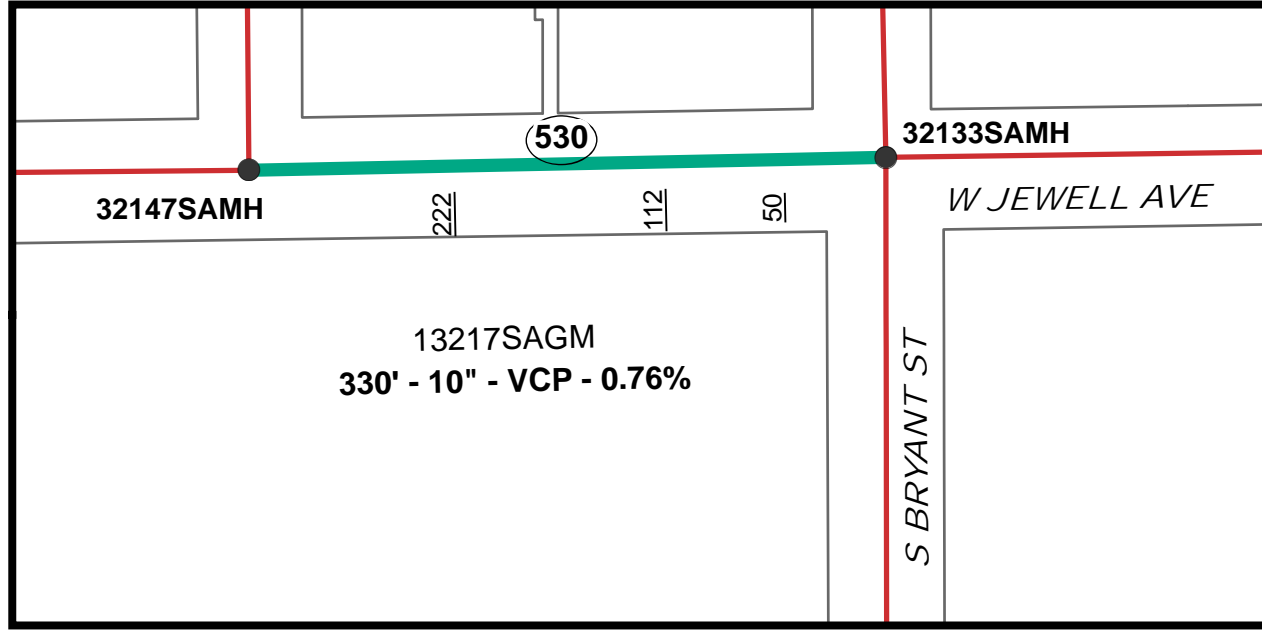 530
32133SAMH
32147SAMH
222
112
50
W JEWELL AVE
13217SAGM
330' - 10" - VCP - 0.76%
S BRYANT ST